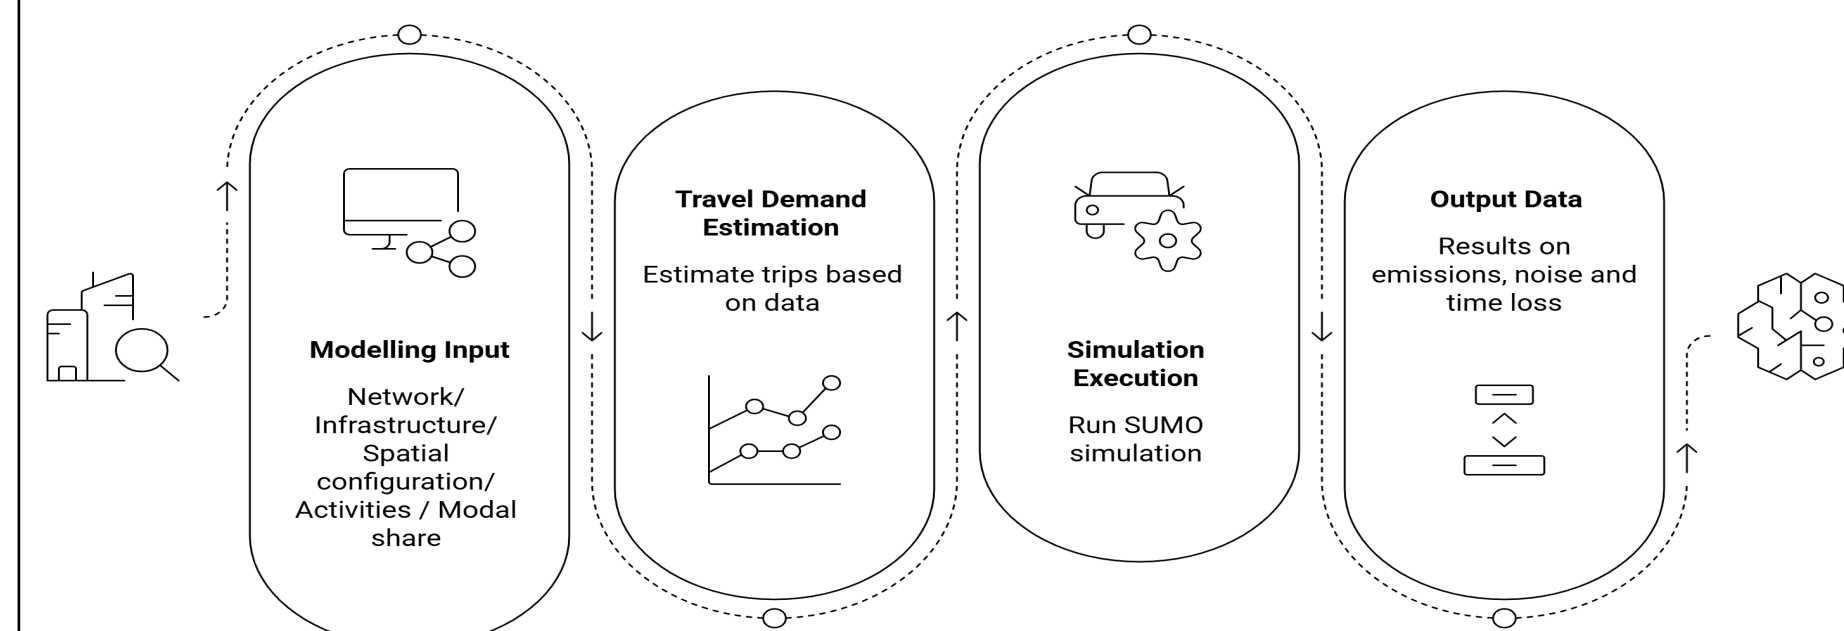 Modelling Input
Network/
Infrastructure/
Spatial
configuration/
Activities / Modal
share
Travel Demand
Estimation
Estimate trips based
on data
Simulation
Execution
Run SUMO
simulation
Output Data
Results on
emissions, noise and
time loss